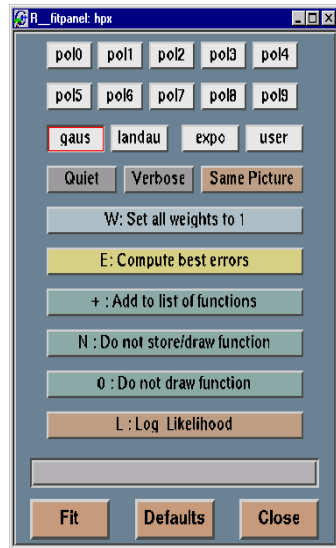 R__fitpanel: hpx
pol0 pol1 pol2 pol3 pol4
pol5 pol6 pol7 pol8 pol9
gaus landau expo user
Quiet Verbose Same Picture
W: Set all weights to 1
E: Compute best errors
+ : Add to list of functions
N : Do not store/draw function
0 : Do not draw function
L : Log Likelihood
Fit Defaults Close